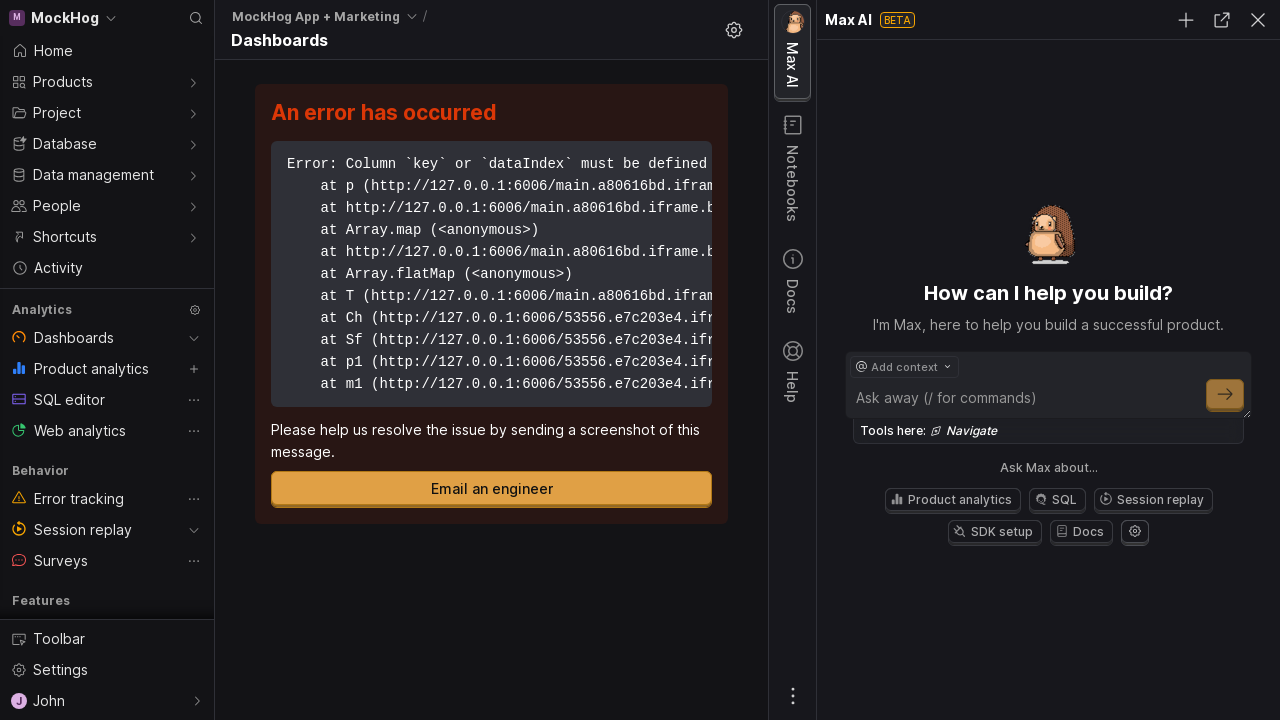 M MockHog
Home
Products
Project
Database
Data management
People
Shortcuts
Activity
Analytics
Dashboards
Product analytics
SQL editor
Web analytics
Behavior
Error tracking
Session replay
Surveys
Features
Toolbar
Settings
J John
MockHog App + Marketing /
Dashboards
An error has occurred
Error: Column `key` or `dataIndex` must be defined
at p (http://127.0.0.1:6006/main.a80616bd.ifram
at http://127.0.0.1:6006/main.a80616bd.iframe.b
at Array.map (<anonymous>)
at http://127.0.0.1:6006/main.a80616bd.iframe.b
at Array.flatMap (<anonymous>)
at T (http://127.0.0.1:6006/main.a80616bd.ifram
at Ch (http://127.0.0.1:6006/53556.e7c203e4.ifr
at Sf (http://127.0.0.1:6006/53556.e7c203e4.ifr
at p1 (http://127.0.0.1:6006/53556.e7c203e4.ifr
at m1 (http://127.0.0.1:6006/53556.e7c203e4.ifr
Please help us resolve the issue by sending a screenshot of this
message.
Email an engineer
Max AI
Notebooks
Docs
Help
Max AI BETA
How can I help you build?
I'm Max, here to help you build a successful product.
@ Add context
Ask away (/ for commands)
Tools here: Navigate
Ask Max about...
Product analytics SQL Session replay
SDK setup Docs